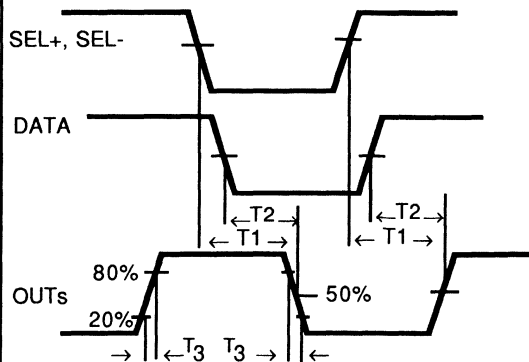 SEL+, SEL-
DATA
T2
T2
T1
T1
80%
OUTs
50%
20%
T3 T3